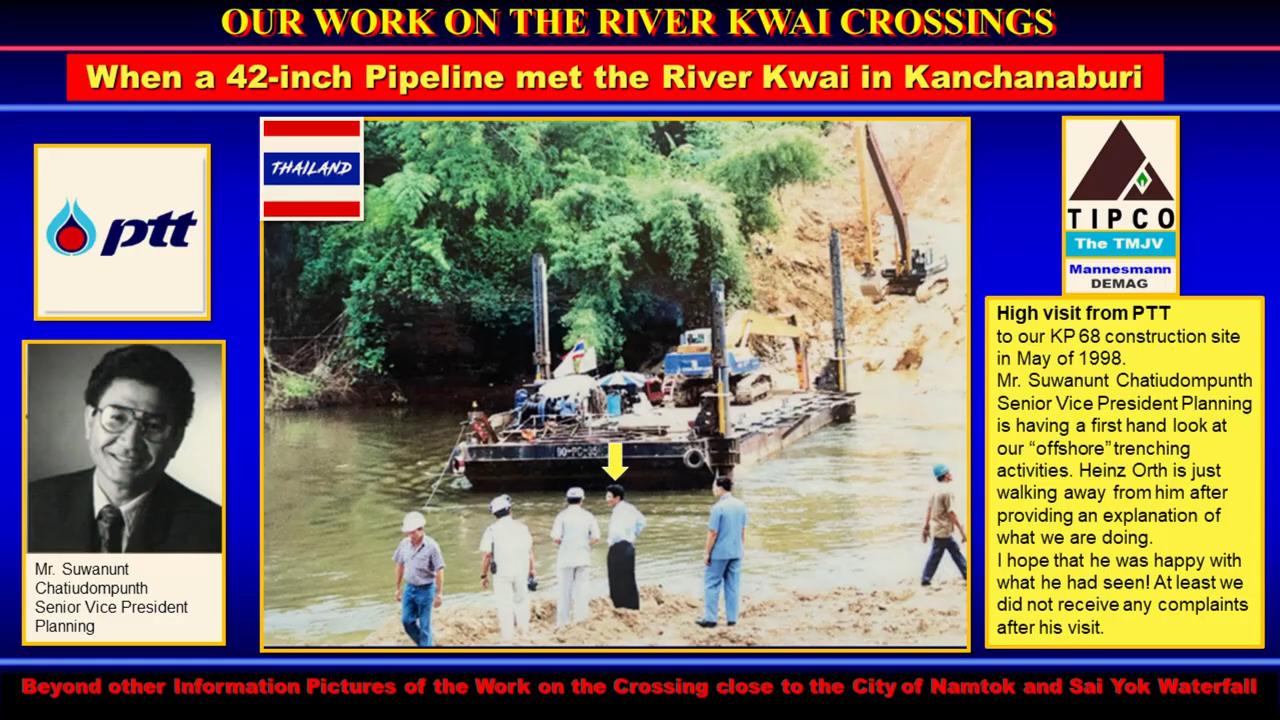 OUR WORK ON THE RIVER KWAI CROSSINGS
When a 42-inch Pipeline met the River Kwai in Kanchanaburi
ptt
THAILAND
TIPCO
The TMJV
Mannesmann
DEMAG
Mr. Suwanunt
Chatiudompunth
Senior Vice President
Planning
High visit from PTT
to our KP 68 construction site
in May of 1998.
Mr. Suwanunt Chatiudompunth
Senior Vice President Planning
is having a first hand look at
our “offshore” trenching
activities. Heinz Orth is just
walking away from him after
providing an explanation of
what we are doing.
I hope that he was happy with
what he had seen! At least we
did not receive any complaints
after his visit.
Beyond other Information Pictures of the Work on the Crossing close to the City of Namtok and Sai Yok Waterfall